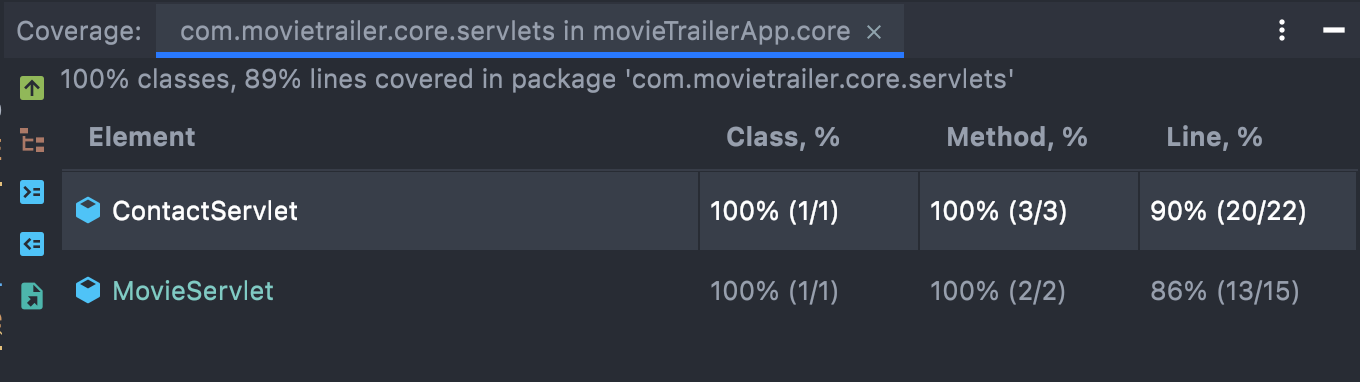 Coverage: com.movietrailer.core.servlets in movieTrailerApp.core
100% classes, 89% lines covered in package 'com.movietrailer.core.servlets'
Element Class, % Method, % Line, %
ContactServlet 100% (1/1) 100% (3/3) 90% (20/22)
MovieServlet 100% (1/1) 100% (2/2) 86% (13/15)